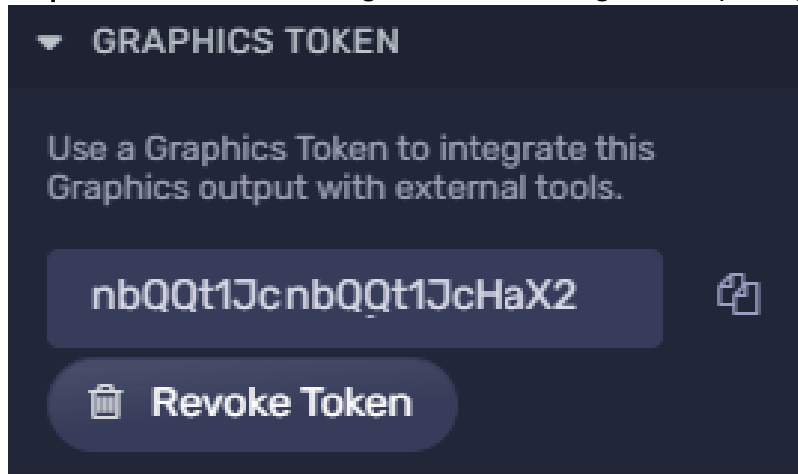 GRAPHICS TOKEN
Use a Graphics Token to integrate this
Graphics output with external tools.
nbQQt1JcnbQQt1JcHaX2
Revoke Token